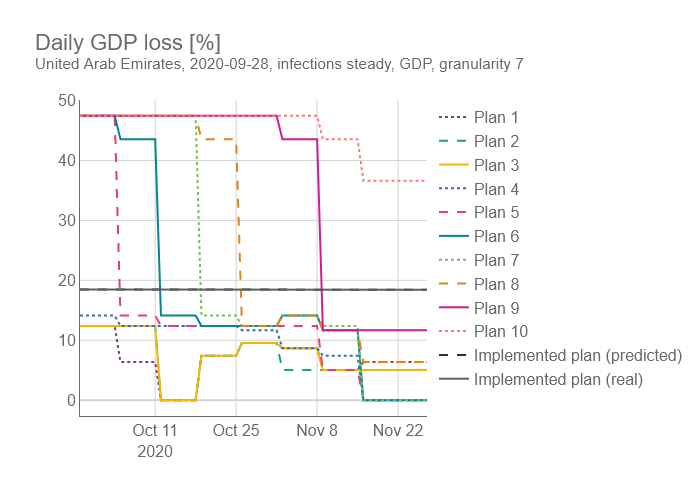 Daily GDP loss [%]
United Arab Emirates, 2020-09-28, infections steady, GDP, granularity 7
50
40
30
20
10
0
Oct 11
2020
Oct 25
Nov 8
Nov 22
Plan 1
Plan 2
Plan 3
Plan 4
Plan 5
Plan 6
Plan 7
Plan 8
Plan 9
Plan 10
Implemented plan (predicted)
Implemented plan (real)